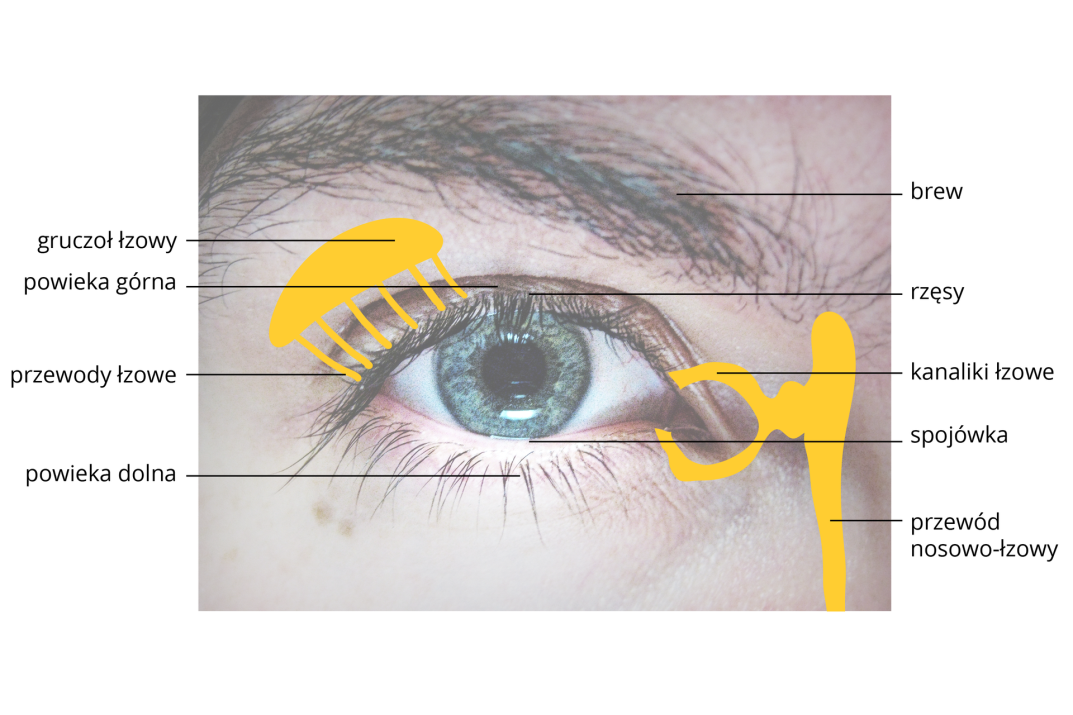 gruczoł łzowy
powieka górna
przewody łzowe
powieka dolna
brew
rzęsy
kanaliki łzowe
spojówka
przewód
nosowo-łzowy